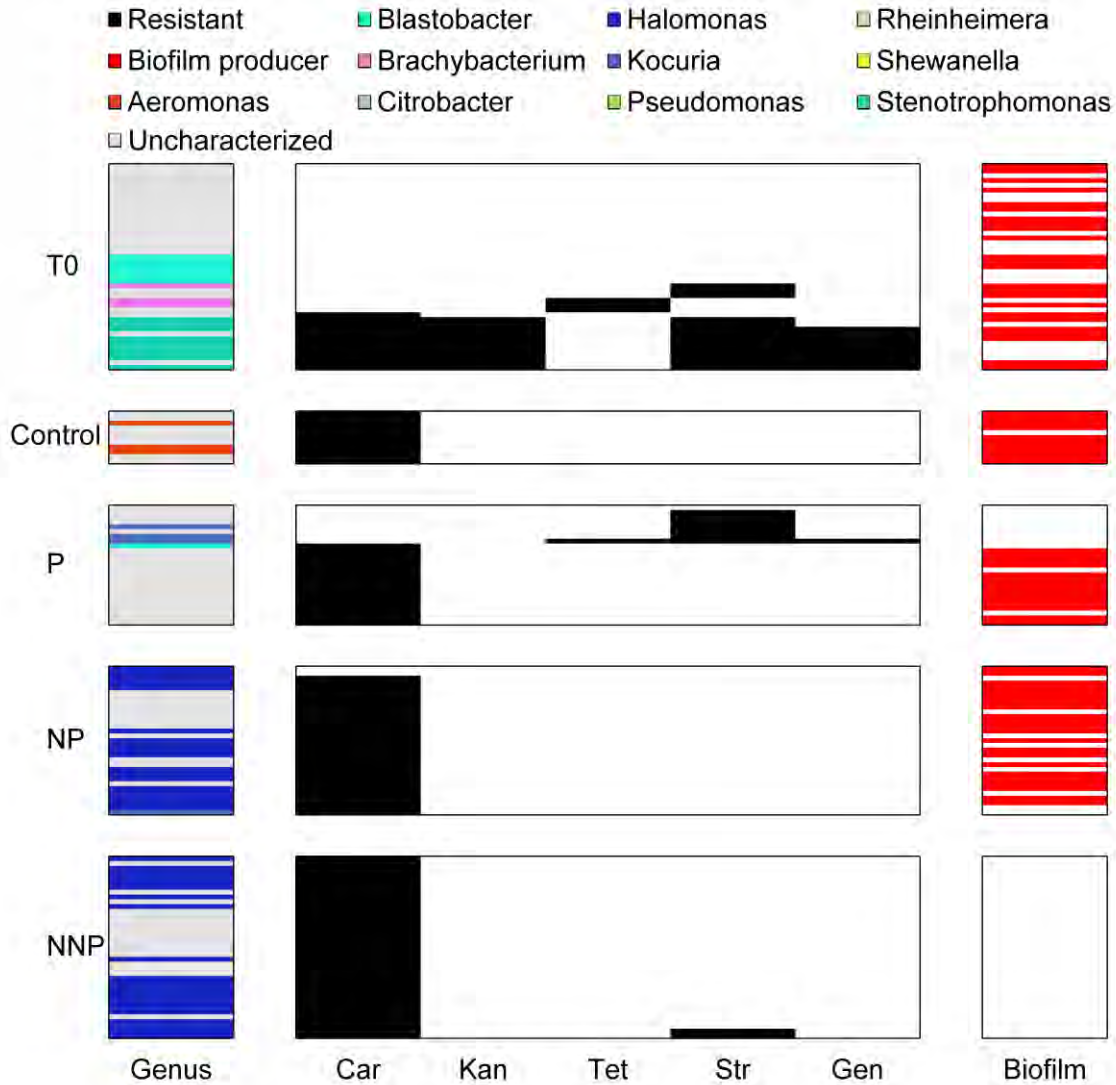 Resistant Blastobacter Halomonas Rheinheimera
Biofilm producer Brachybacterium Kocuria Shewanella
Aeromonas Citrobacter Pseudomonas Stenotrophomonas
Uncharacterized
T0
Control
P
NP
NNP
Genus Car Kan Tet Str Gen Biofilm